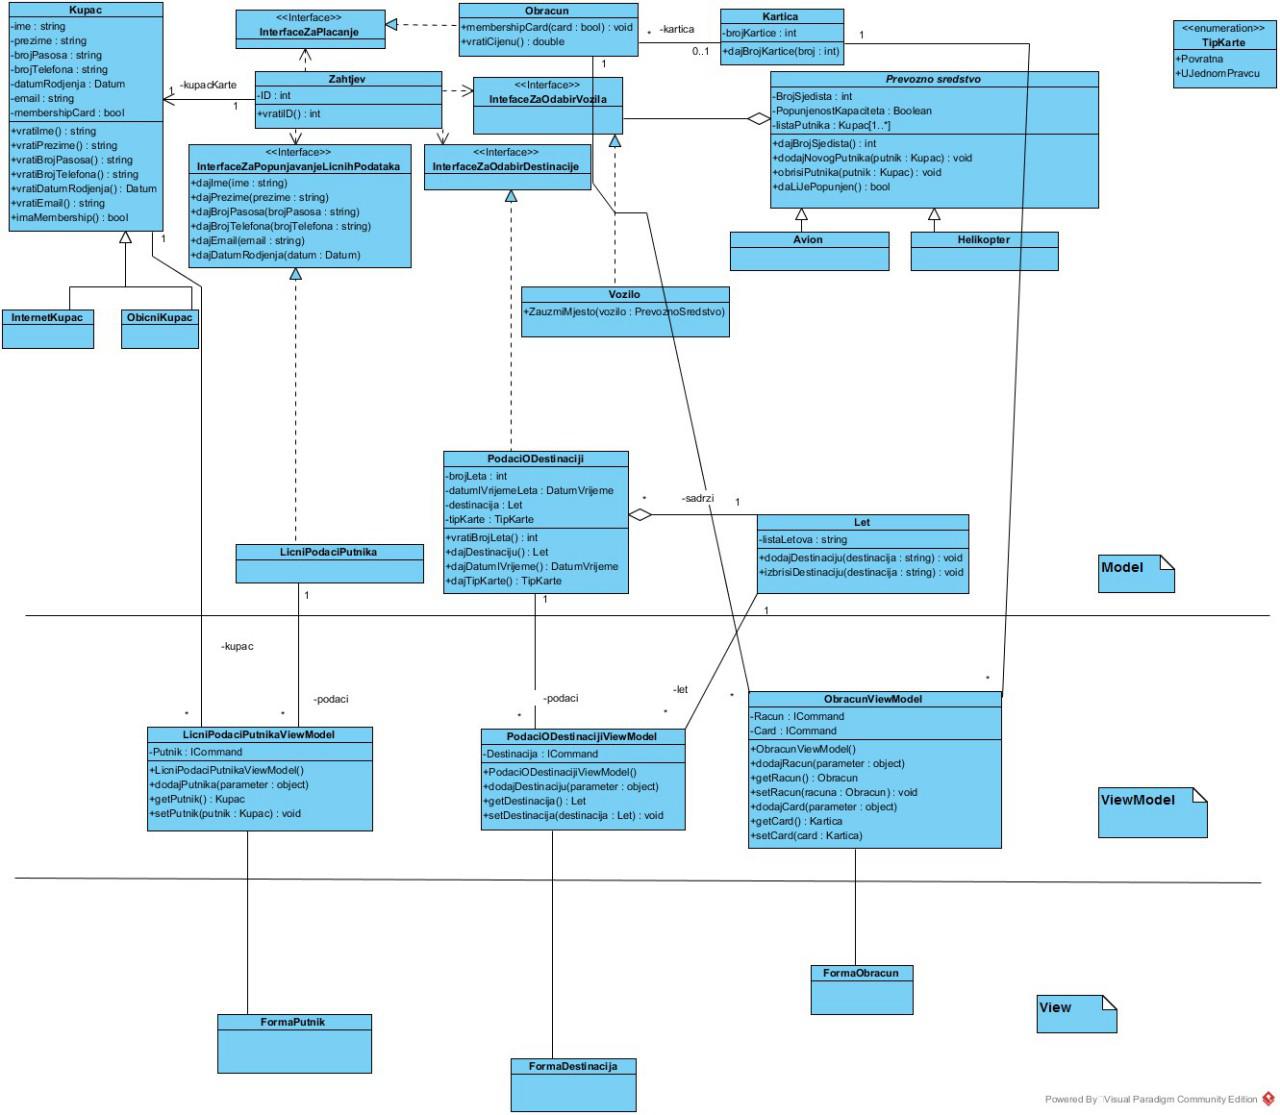 Kupac
-ime : string
-prezime : string
-brojPasosa : string
-brojTelefona : string
-datumRodjenja : Datum
-email : string
-membershipCard : bool
+vratiIme() : string
+vratiPrezime() : string
+vratiBrojPasosa() : string
+vratiBrojTelefona() : string
+vratiDatumRodjenja() : Datum
+vratiEmail() : string
+imaMembership() : bool
<<Interface>>
InterfaceZaPlacanje
Obracun
+membershipCard(card : bool) : void
+vratiCijenu() : double
*
-kartica
0..1
Kartica
-brojKartice : int
+dajBrojKartice(broj : int)
1
<<enumeration>>
TipKarte
+Povratna
+UJednomPravcu
1
-kupacKarte
1
Zahtjev
-ID : int
+vratiID() : int
<<Interface>>
IntefaceZaOdabirVozila
1
Prevozno sredstvo
-BrojSjedista : int
-PopunjenostKapaciteta : Boolean
-listaPutnika : Kupac[1..*]
+dajBrojSjedista() : int
+dodajNovogPutnika(putnik : Kupac) : void
+obrisiPutnika(putnik : Kupac) : void
+daLiJePopunjen() : bool
<<Interface>>
InterfaceZaPopunjavanjeLicnihPodataka
+dajIme(ime : string)
+dajPrezime(prezime : string)
+dajBrojPasosa(brojPasosa : string)
+dajBrojTelefona(brojTelefona : string)
+dajEmail(email : string)
+dajDatumRodjenja(datum : Datum)
<<Interface>>
InterfaceZaOdabirDestinacije
1
Avion
Helikopter
InternetKupac
ObicniKupac
Vozilo
+ZauzmiMjesto(vozilo : PrevoznoSredstvo)
PodaciODestinaciji
-brojLeta : int
-datumIVrijemeLeta : DatumVrijeme
-destinacija : Let
-tipKarte : TipKarte
+vratiBrojLeta() : int
+dajDestinaciju() : Let
+dajDatumIVrijeme() : DatumVrijeme
+dajTipKarte() : TipKarte
*
-sadrzi
1
Let
-listaLetova : string
+dodajDestinaciju(destinacija : string) : void
+izbrisiDestinaciju(destinacija : string) : void
LicniPodaciPutnika
Model
1
1
1
-kupac
-podaci
-podaci
-let
*
*
*
*
*
*
LicniPodaciPutnikaViewModel
-Putnik : ICommand
+LicniPodaciPutnikaViewModel()
+dodajPutnika(parameter : object)
+getPutnik() : Kupac
+setPutnik(putnik : Kupac) : void
PodaciODestinacijiViewModel
-Destinacija : ICommand
+PodaciODestinacijiViewModel()
+dodajDestinaciju(parameter : object)
+getDestinacija() : Let
+setDestinacija(destinacija : Let) : void
ObracunViewModel
-Racun : ICommand
-Card : ICommand
+ObracunViewModel()
+dodajRacun(parameter : object)
+getRacun() : Obracun
+setRacun(racuna : Obracun) : void
+dodajCard(parameter : object)
+getCard() : Kartica
+setCard(card : Kartica)
ViewModel
FormaObracun
View
FormaPutnik
FormaDestinacija
Powered By Visual Paradigm Community Edition